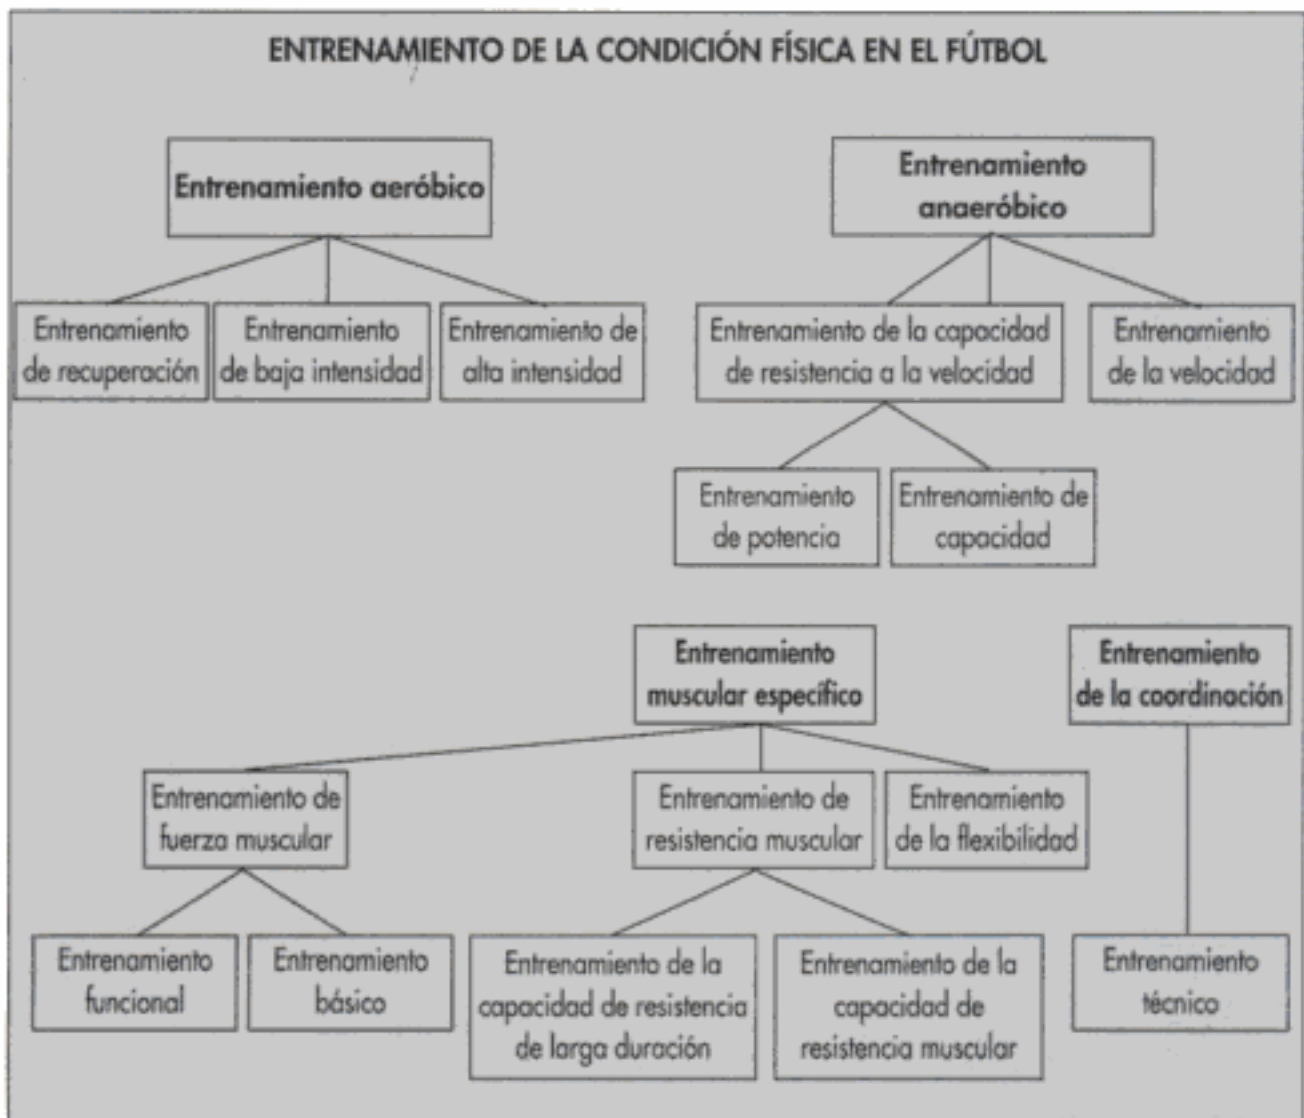 ENTRENAMIENTO DE LA CONDICIÓN FÍSICA EN EL FÚTBOL
Entrenamiento aeróbico
Entrenamiento
anaeróbico
Entrenamiento
de recuperación
Entrenamiento
de baja intensidad
Entrenamiento de
alta intensidad
Entrenamiento de la capacidad
de resistencia a la velocidad
Entrenamiento
de la velocidad
Entrenamiento
de potencia
Entrenamiento de
capacidad
Entrenamiento
muscular específico
Entrenamiento
de la coordinación
Entrenamiento de
fuerza muscular
Entrenamiento de
resistencia muscular
Entrenamiento
de la flexibilidad
Entrenamiento
funcional
Entrenamiento
básico
Entrenamiento de la
capacidad de resistencia
de larga duración
Entrenamiento de la
capacidad de
resistencia muscular
Entrenamiento
técnico